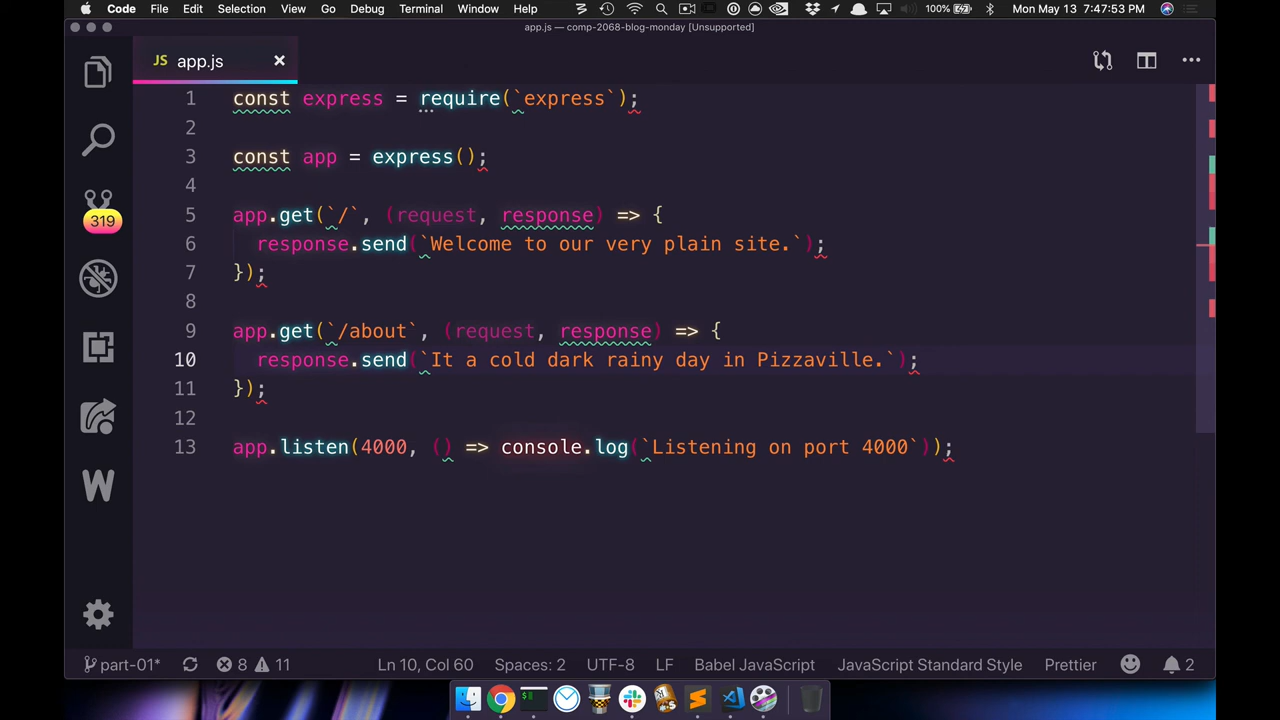 Code File Edit Selection View Go Debug Terminal Window Help 100% Mon May 13 7:47:53 PM
app.js — comp-2068-blog-monday [Unsupported]
JS app.js
1 const express = require(`express`);
2
3 const app = express();
4
5 app.get(`/`, (request, response) => {
6 response.send(`Welcome to our very plain site.`);
7 });
8
9 app.get(`/about`, (request, response) => {
10 response.send(`It a cold dark rainy day in Pizzaville.`);
11 });
12
13 app.listen(4000, () => console.log(`Listening on port 4000`));
319
W
part-01* 8 11 Ln 10, Col 60 Spaces: 2 UTF-8 LF Babel JavaScript JavaScript Standard Style Prettier 2